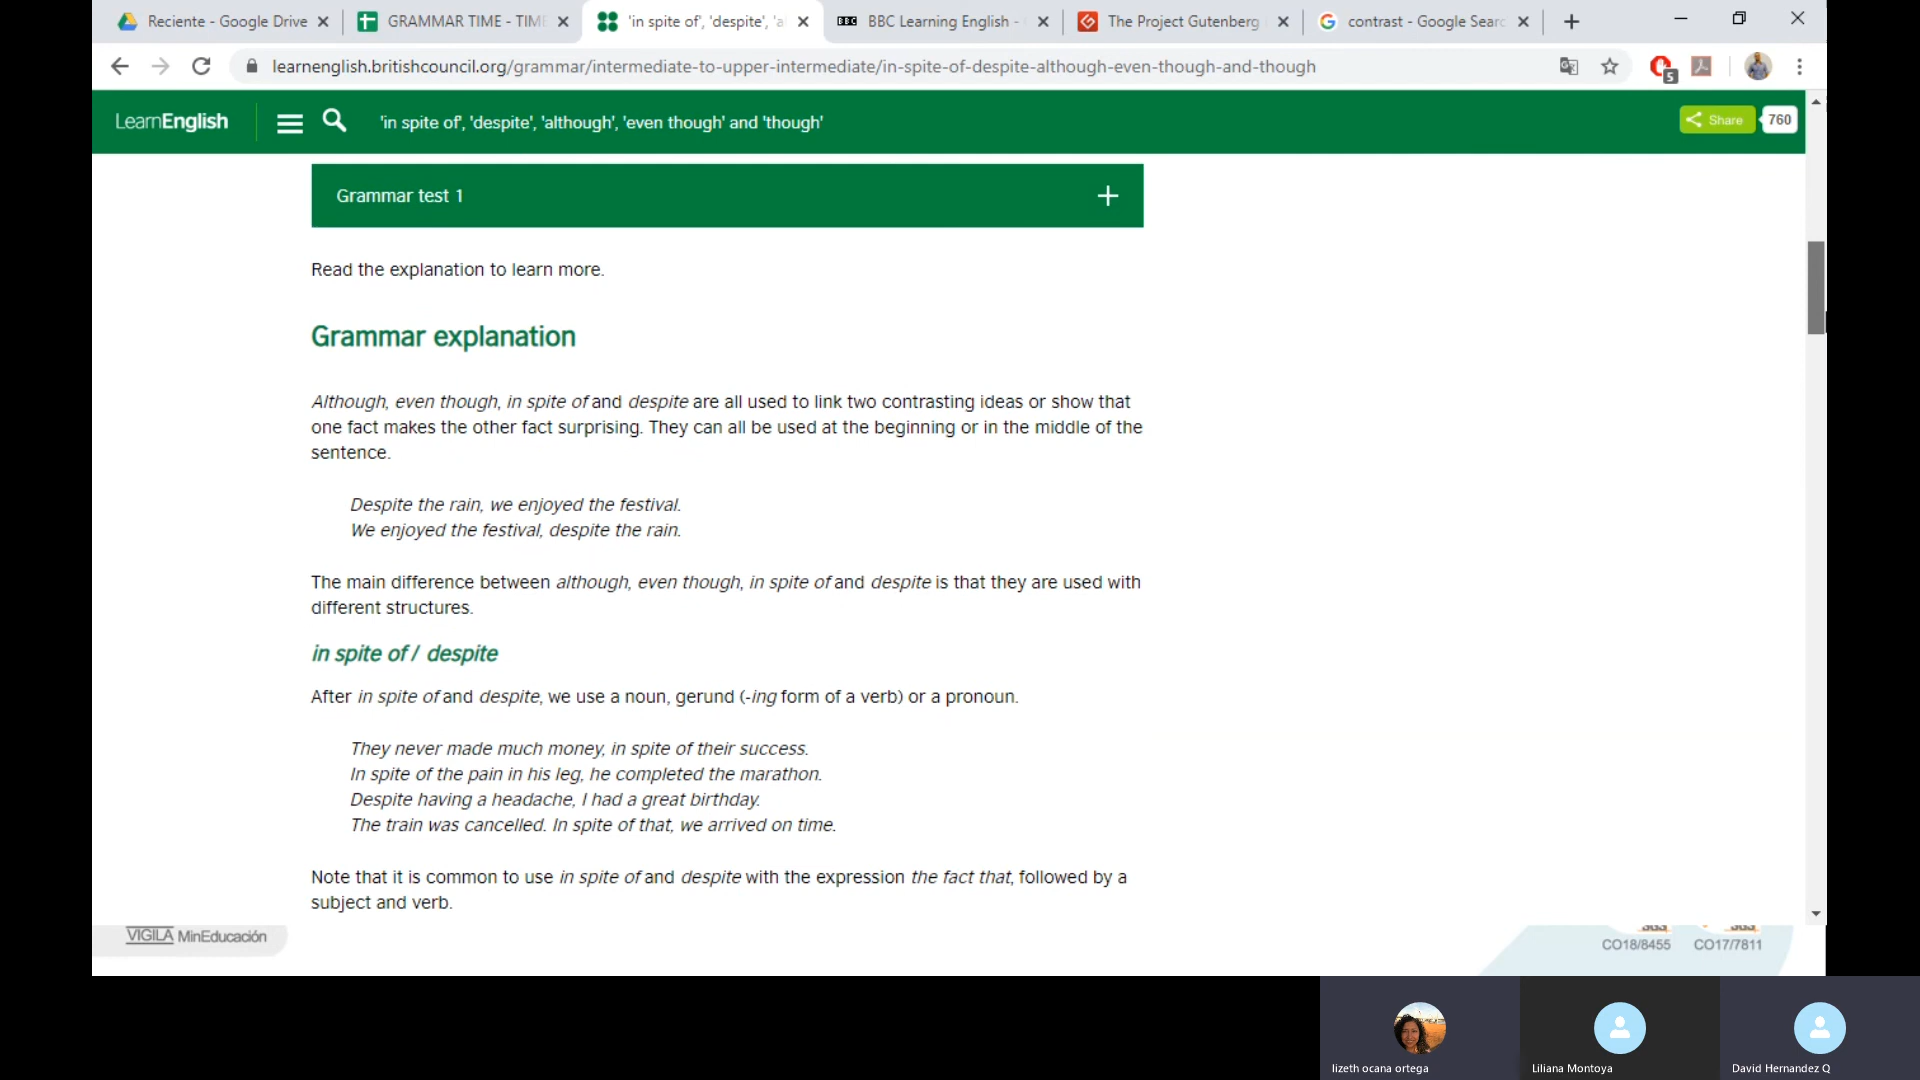 Reciente - Google Drive
GRAMMAR TIME - TIME
'in spite of', 'despite', 'al
BBC Learning English -
The Project Gutenberg
contrast - Google Searc
learnenglish.britishcouncil.org/grammar/intermediate-to-upper-intermediate/in-spite-of-despite-although-even-though-and-though
5
LearnEnglish
'in spite of', 'despite', 'although', 'even though' and 'though'
Share
760
Grammar test 1
Read the explanation to learn more.
Grammar explanation
Although, even though, in spite of and despite are all used to link two contrasting ideas or show that
one fact makes the other fact surprising. They can all be used at the beginning or in the middle of the
sentence.
Despite the rain, we enjoyed the festival.
We enjoyed the festival, despite the rain.
The main difference between although, even though, in spite of and despite is that they are used with
different structures.
in spite of / despite
After in spite of and despite, we use a noun, gerund (-ing form of a verb) or a pronoun.
They never made much money, in spite of their success.
In spite of the pain in his leg, he completed the marathon.
Despite having a headache, I had a great birthday.
The train was cancelled. In spite of that, we arrived on time.
Note that it is common to use in spite of and despite with the expression the fact that, followed by a
subject and verb.
VIGILA MinEducación
CO18/8455
CO17/7811
lizeth ocana ortega
Liliana Montoya
David Hernandez Q